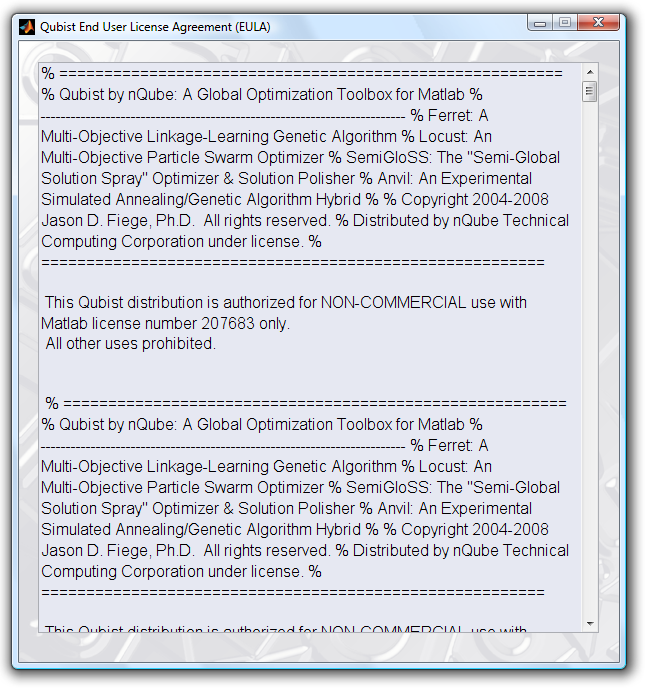 Qubist End User License Agreement (EULA)
% ========================================================
% Qubist by nQube: A Global Optimization Toolbox for Matlab %
-------------------------------------------------------------------------------- % Ferret: A
Multi-Objective Linkage-Learning Genetic Algorithm % Locust: An
Multi-Objective Particle Swarm Optimizer % SemiGloSS: The "Semi-Global
Solution Spray" Optimizer & Solution Polisher % Anvil: An Experimental
Simulated Annealing/Genetic Algorithm Hybrid % % Copyright 2004-2008
Jason D. Fiege, Ph.D.  All rights reserved. % Distributed by nQube Technical
Computing Corporation under license. %
========================================================
This Qubist distribution is authorized for NON-COMMERCIAL use with
Matlab license number 207683 only.
All other uses prohibited.
% ========================================================
% Qubist by nQube: A Global Optimization Toolbox for Matlab %
-------------------------------------------------------------------------------- % Ferret: A
Multi-Objective Linkage-Learning Genetic Algorithm % Locust: An
Multi-Objective Particle Swarm Optimizer % SemiGloSS: The "Semi-Global
Solution Spray" Optimizer & Solution Polisher % Anvil: An Experimental
Simulated Annealing/Genetic Algorithm Hybrid % % Copyright 2004-2008
Jason D. Fiege, Ph.D.  All rights reserved. % Distributed by nQube Technical
Computing Corporation under license. %
========================================================
This Qubist distribution is authorized for NON-COMMERCIAL use with